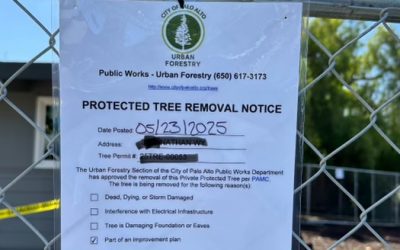 CITY OF PALO ALTO
URBAN
FORESTRY
Public Works - Urban Forestry (650) 617-3173
PROTECTED TREE REMOVAL NOTICE
Date Posted: 05/23/2025
Address: NATHAN WY
Tree Permit #:
The Urban Forestry Section of the City of Palo Alto Public Works Department
has approved the removal of this Private Protected Tree per PAMC.
The tree is being removed for the following reason(s):
Dead, Dying, or Storm Damaged
Interference with Electrical Infrastructure
Tree is Damaging Foundation or Eaves
Part of an improvement plan